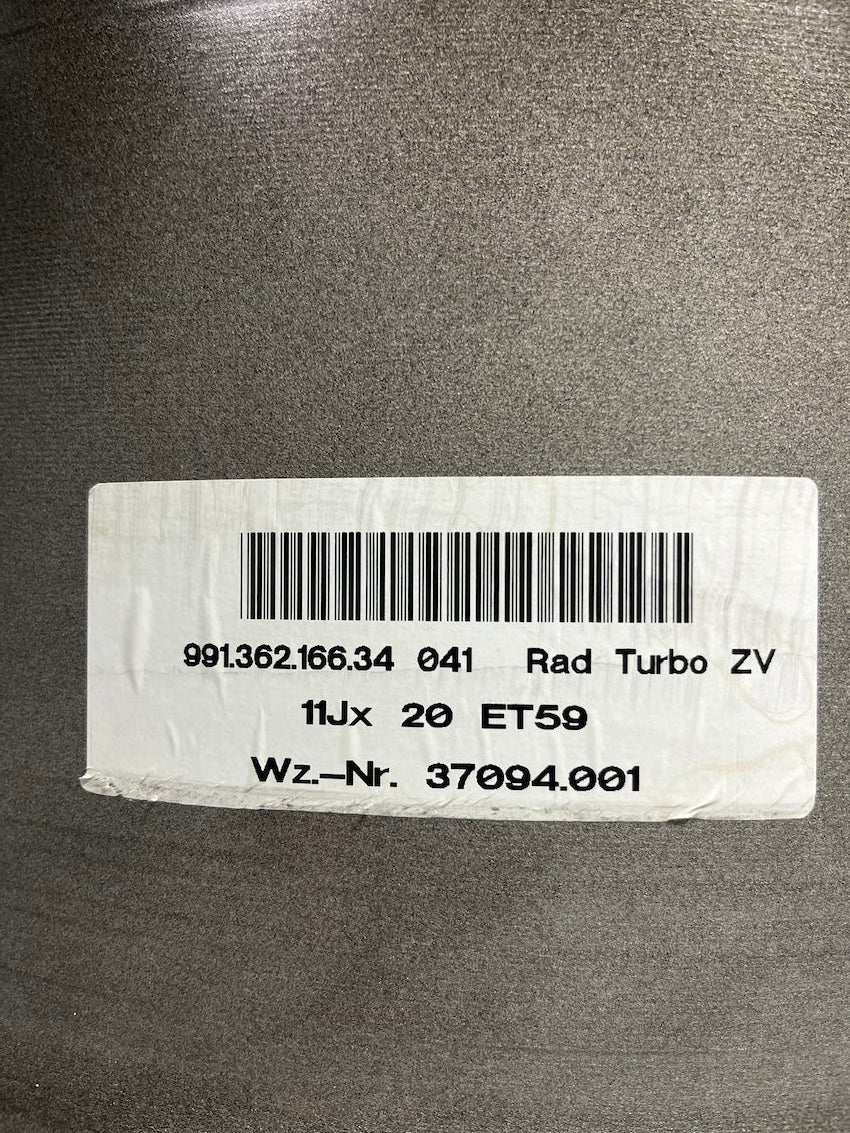 991.362.166.34 041 Rad Turbo ZV
11Jx 20 ET59
Wz.-Nr. 37094.001